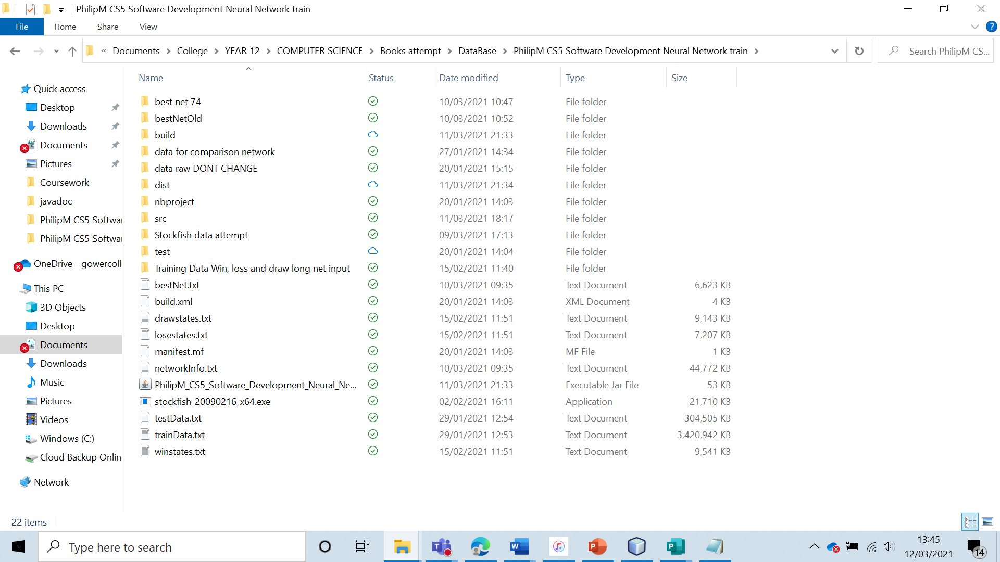 PhilipM CS5 Software Development Neural Network train
File Home Share View
« Documents College YEAR 12 COMPUTER SCIENCE Books attempt DataBase PhilipM CS5 Software Development Neural Network train Search PhilipM CS...
Name Status Date modified Type Size
Quick access
Desktop
Downloads
Documents
Pictures
Coursework
javadoc
PhilipM CS5 Softwa
PhilipM CS5 Softwa
OneDrive - gowercoll
This PC
3D Objects
Desktop
Documents
Downloads
Music
Pictures
Videos
Windows (C:)
Cloud Backup Onlin
Network
best net 74 10/03/2021 10:47 File folder
bestNetOld 10/03/2021 10:52 File folder
build 11/03/2021 21:33 File folder
data for comparison network 27/01/2021 14:34 File folder
data raw DONT CHANGE 20/01/2021 15:15 File folder
dist 11/03/2021 21:34 File folder
nbproject 20/01/2021 14:03 File folder
src 11/03/2021 18:17 File folder
Stockfish data attempt 09/03/2021 17:13 File folder
test 20/01/2021 14:04 File folder
Training Data Win, loss and draw long net input 15/02/2021 11:40 File folder
bestNet.txt 10/03/2021 09:35 Text Document 6,623 KB
build.xml 20/01/2021 14:03 XML Document 4 KB
drawstates.txt 15/02/2021 11:51 Text Document 9,143 KB
losestates.txt 15/02/2021 11:51 Text Document 7,207 KB
manifest.mf 20/01/2021 14:03 MF File 1 KB
networkInfo.txt 10/03/2021 09:35 Text Document 44,772 KB
PhilipM_CS5_Software_Development_Neural_Ne... 11/03/2021 21:33 Executable Jar File 53 KB
stockfish_20090216_x64.exe 02/02/2021 16:11 Application 21,710 KB
testData.txt 29/01/2021 12:54 Text Document 304,505 KB
trainData.txt 29/01/2021 12:53 Text Document 3,420,942 KB
winstates.txt 15/02/2021 11:51 Text Document 9,541 KB
22 items
Type here to search
13:45
12/03/2021
14